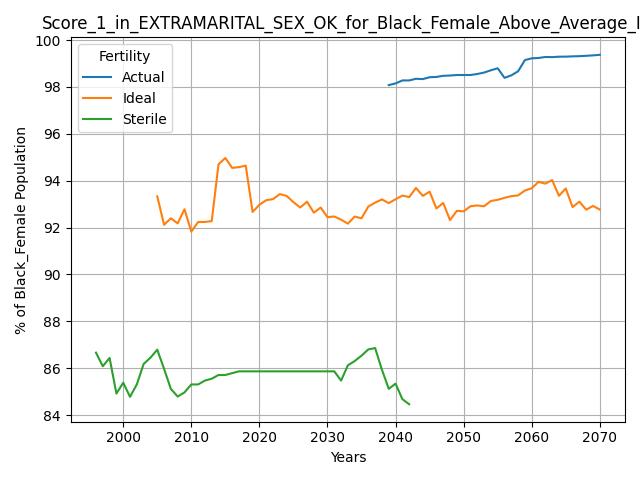 Score_1_in_EXTRAMARITAL_SEX_OK_for_Black_Female_Above_Average_I
Fertility
Actual
Ideal
Sterile
% of Black_Female Population
100
98
96
94
92
90
88
86
84
2000 2010 2020 2030 2040 2050 2060 2070
Years